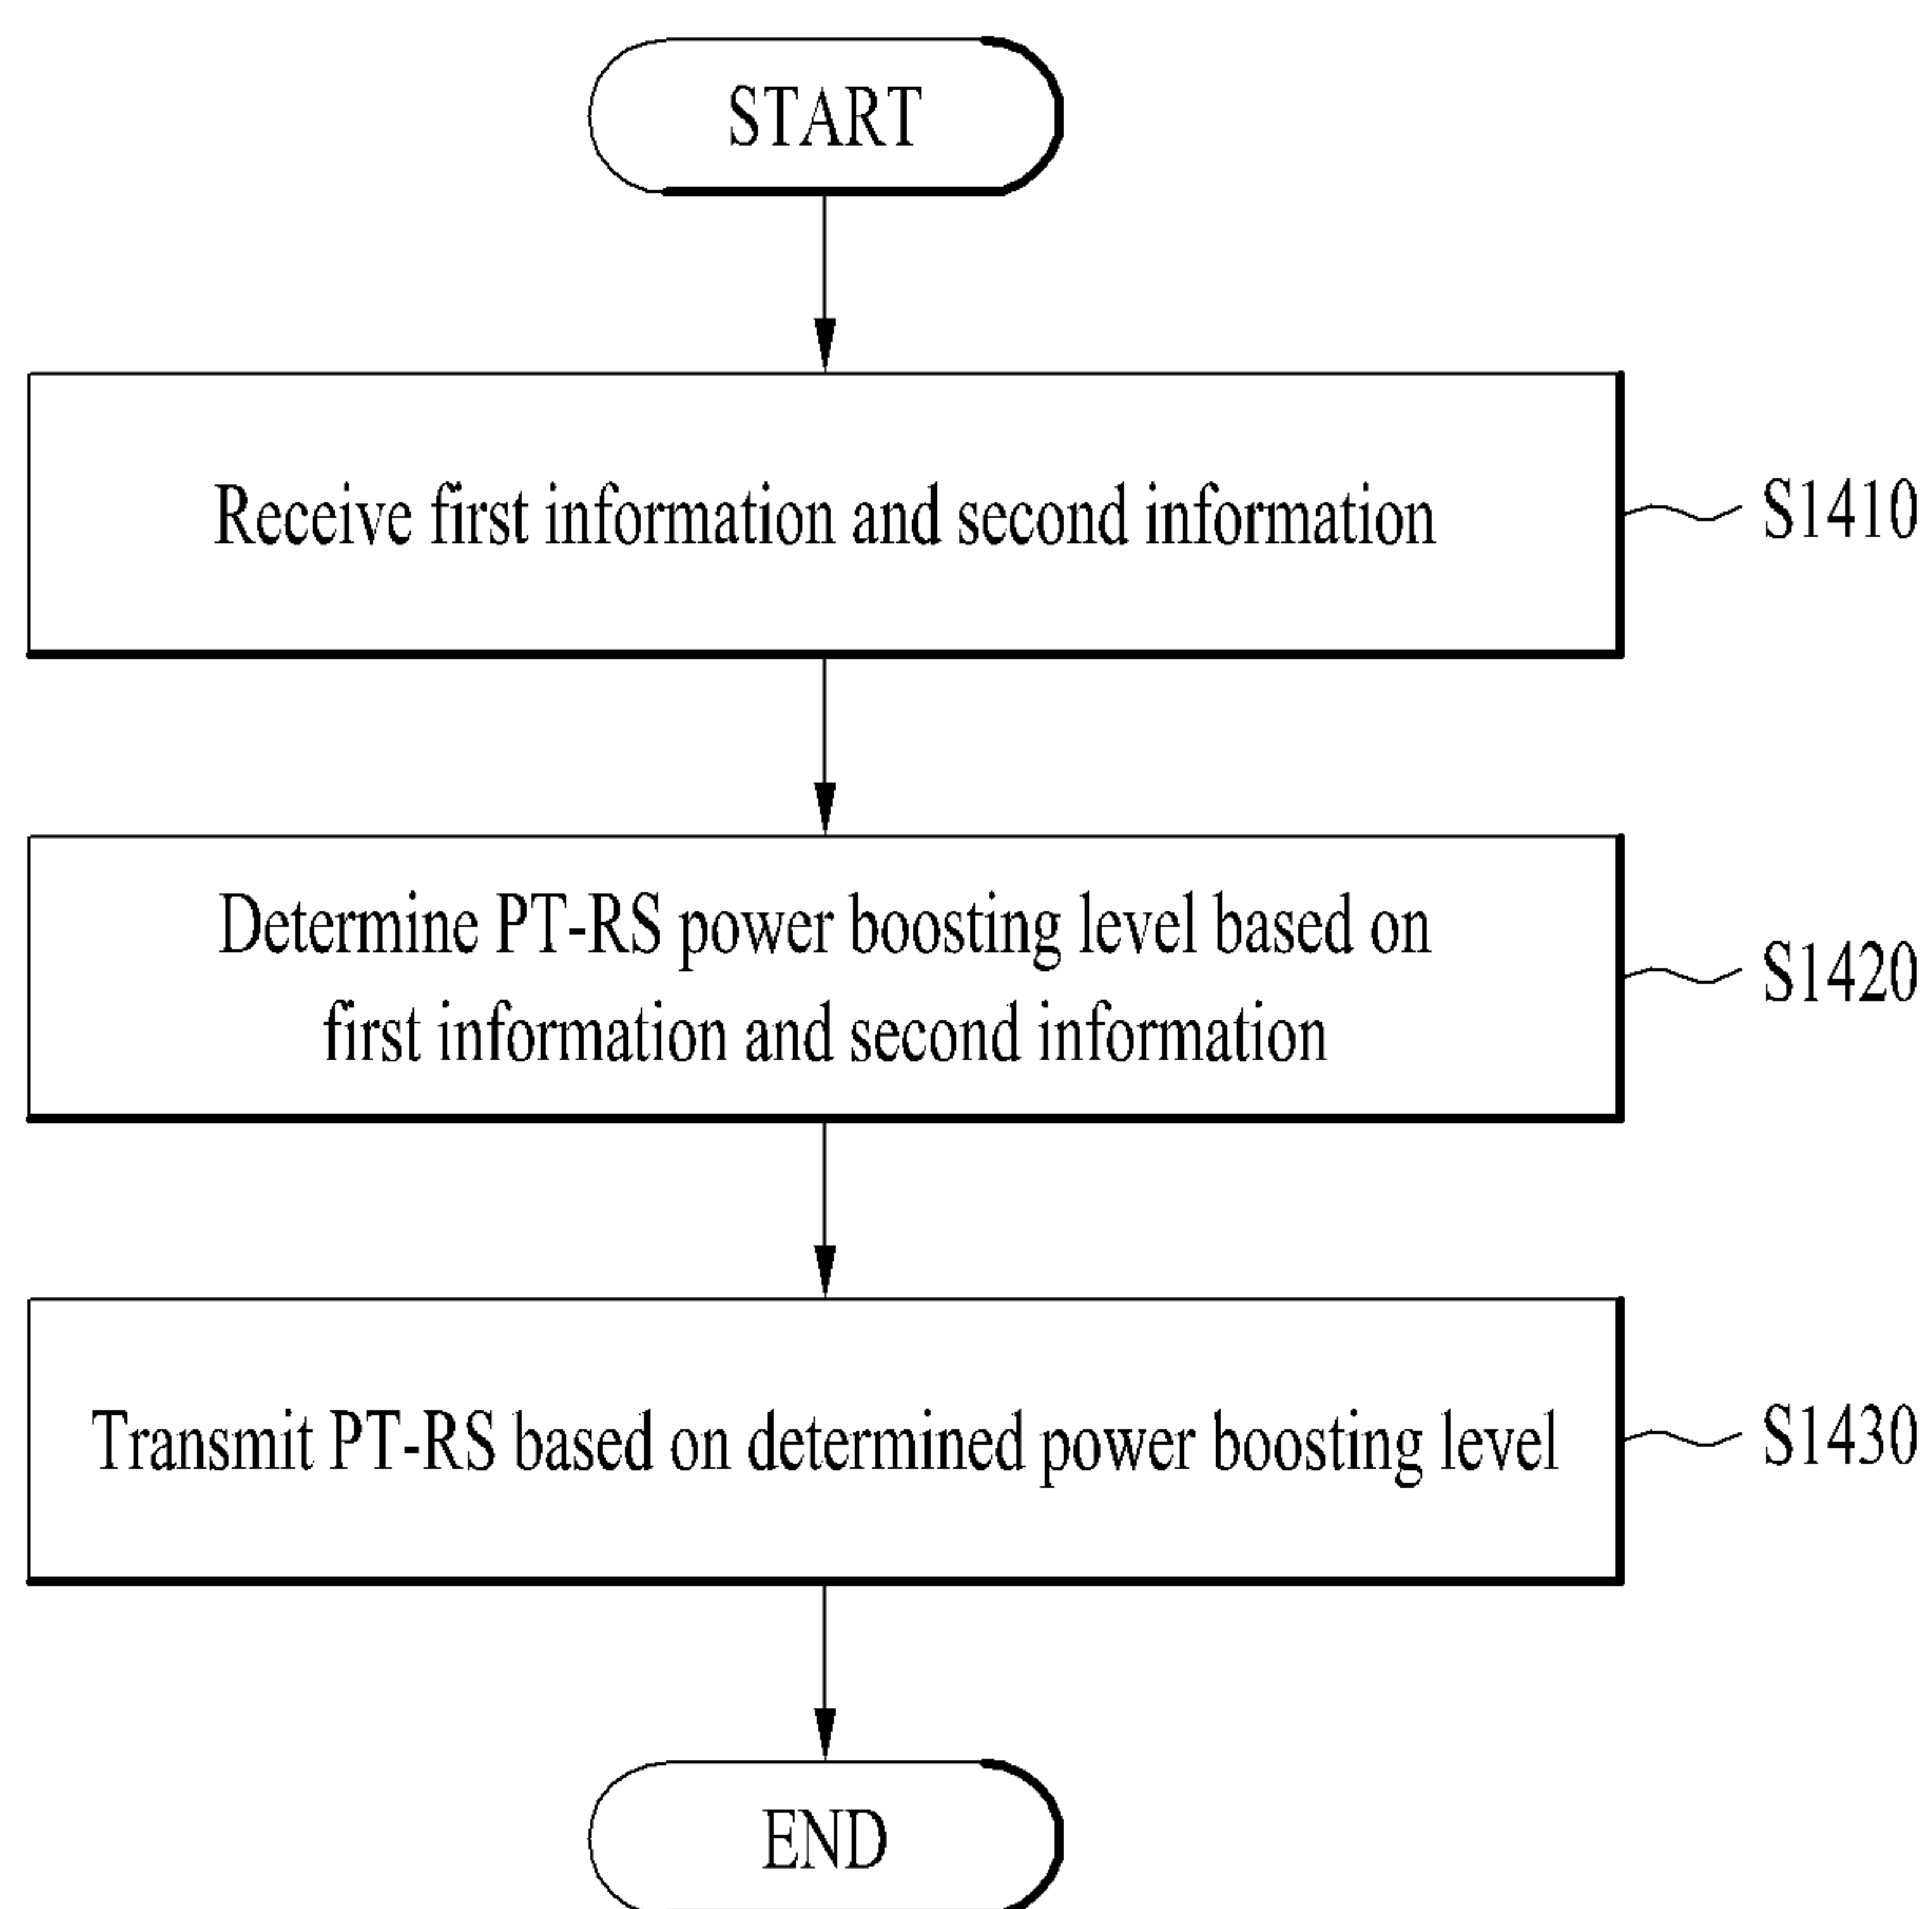 START
Receive first information and second information
S1410
Determine PT-RS power boosting level based on
first information and second information
S1420
Transmit PT-RS based on determined power boosting level
S1430
END